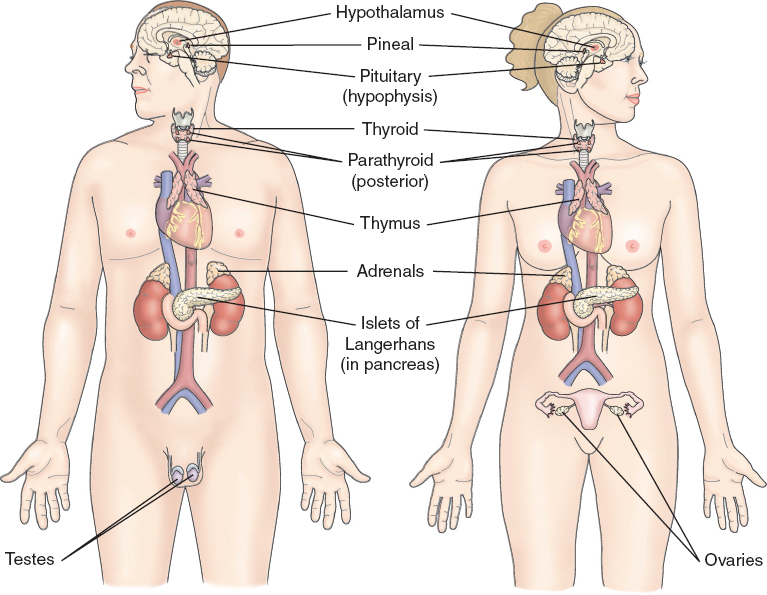 Hypothalamus
Pineal
Pituitary
(hypophysis)
Thyroid
Parathyroid
(posterior)
Thymus
Adrenals
Islets of
Langerhans
(in pancreas)
Testes
Ovaries